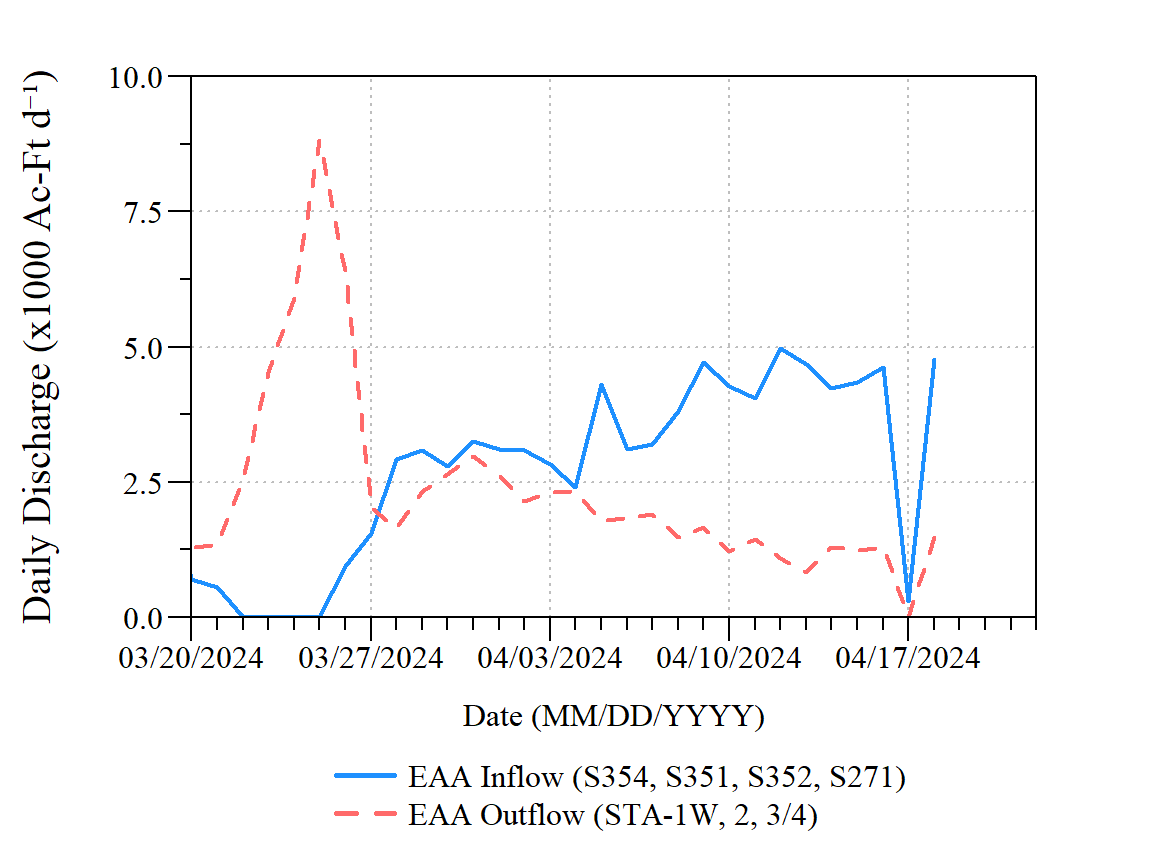 Daily Discharge (x1000 Ac-Ft d⁻¹)
10.0
7.5
5.0
2.5
0.0
03/20/2024 03/27/2024 04/03/2024 04/10/2024 04/17/2024
Date (MM/DD/YYYY)
EAA Inflow (S354, S351, S352, S271)
EAA Outflow (STA-1W, 2, 3/4)